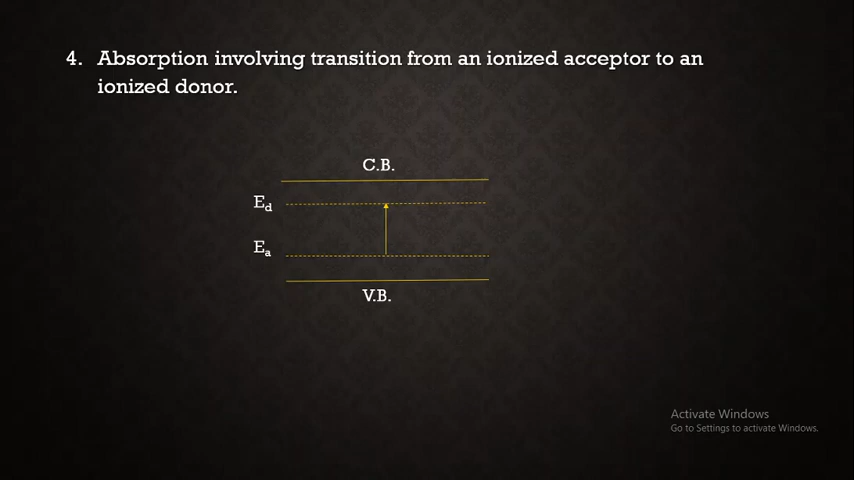 4. Absorption involving transition from an ionized acceptor to an
ionized donor.
C.B.
Ed
Ea
V.B.
Activate Windows
Go to Settings to activate Windows.